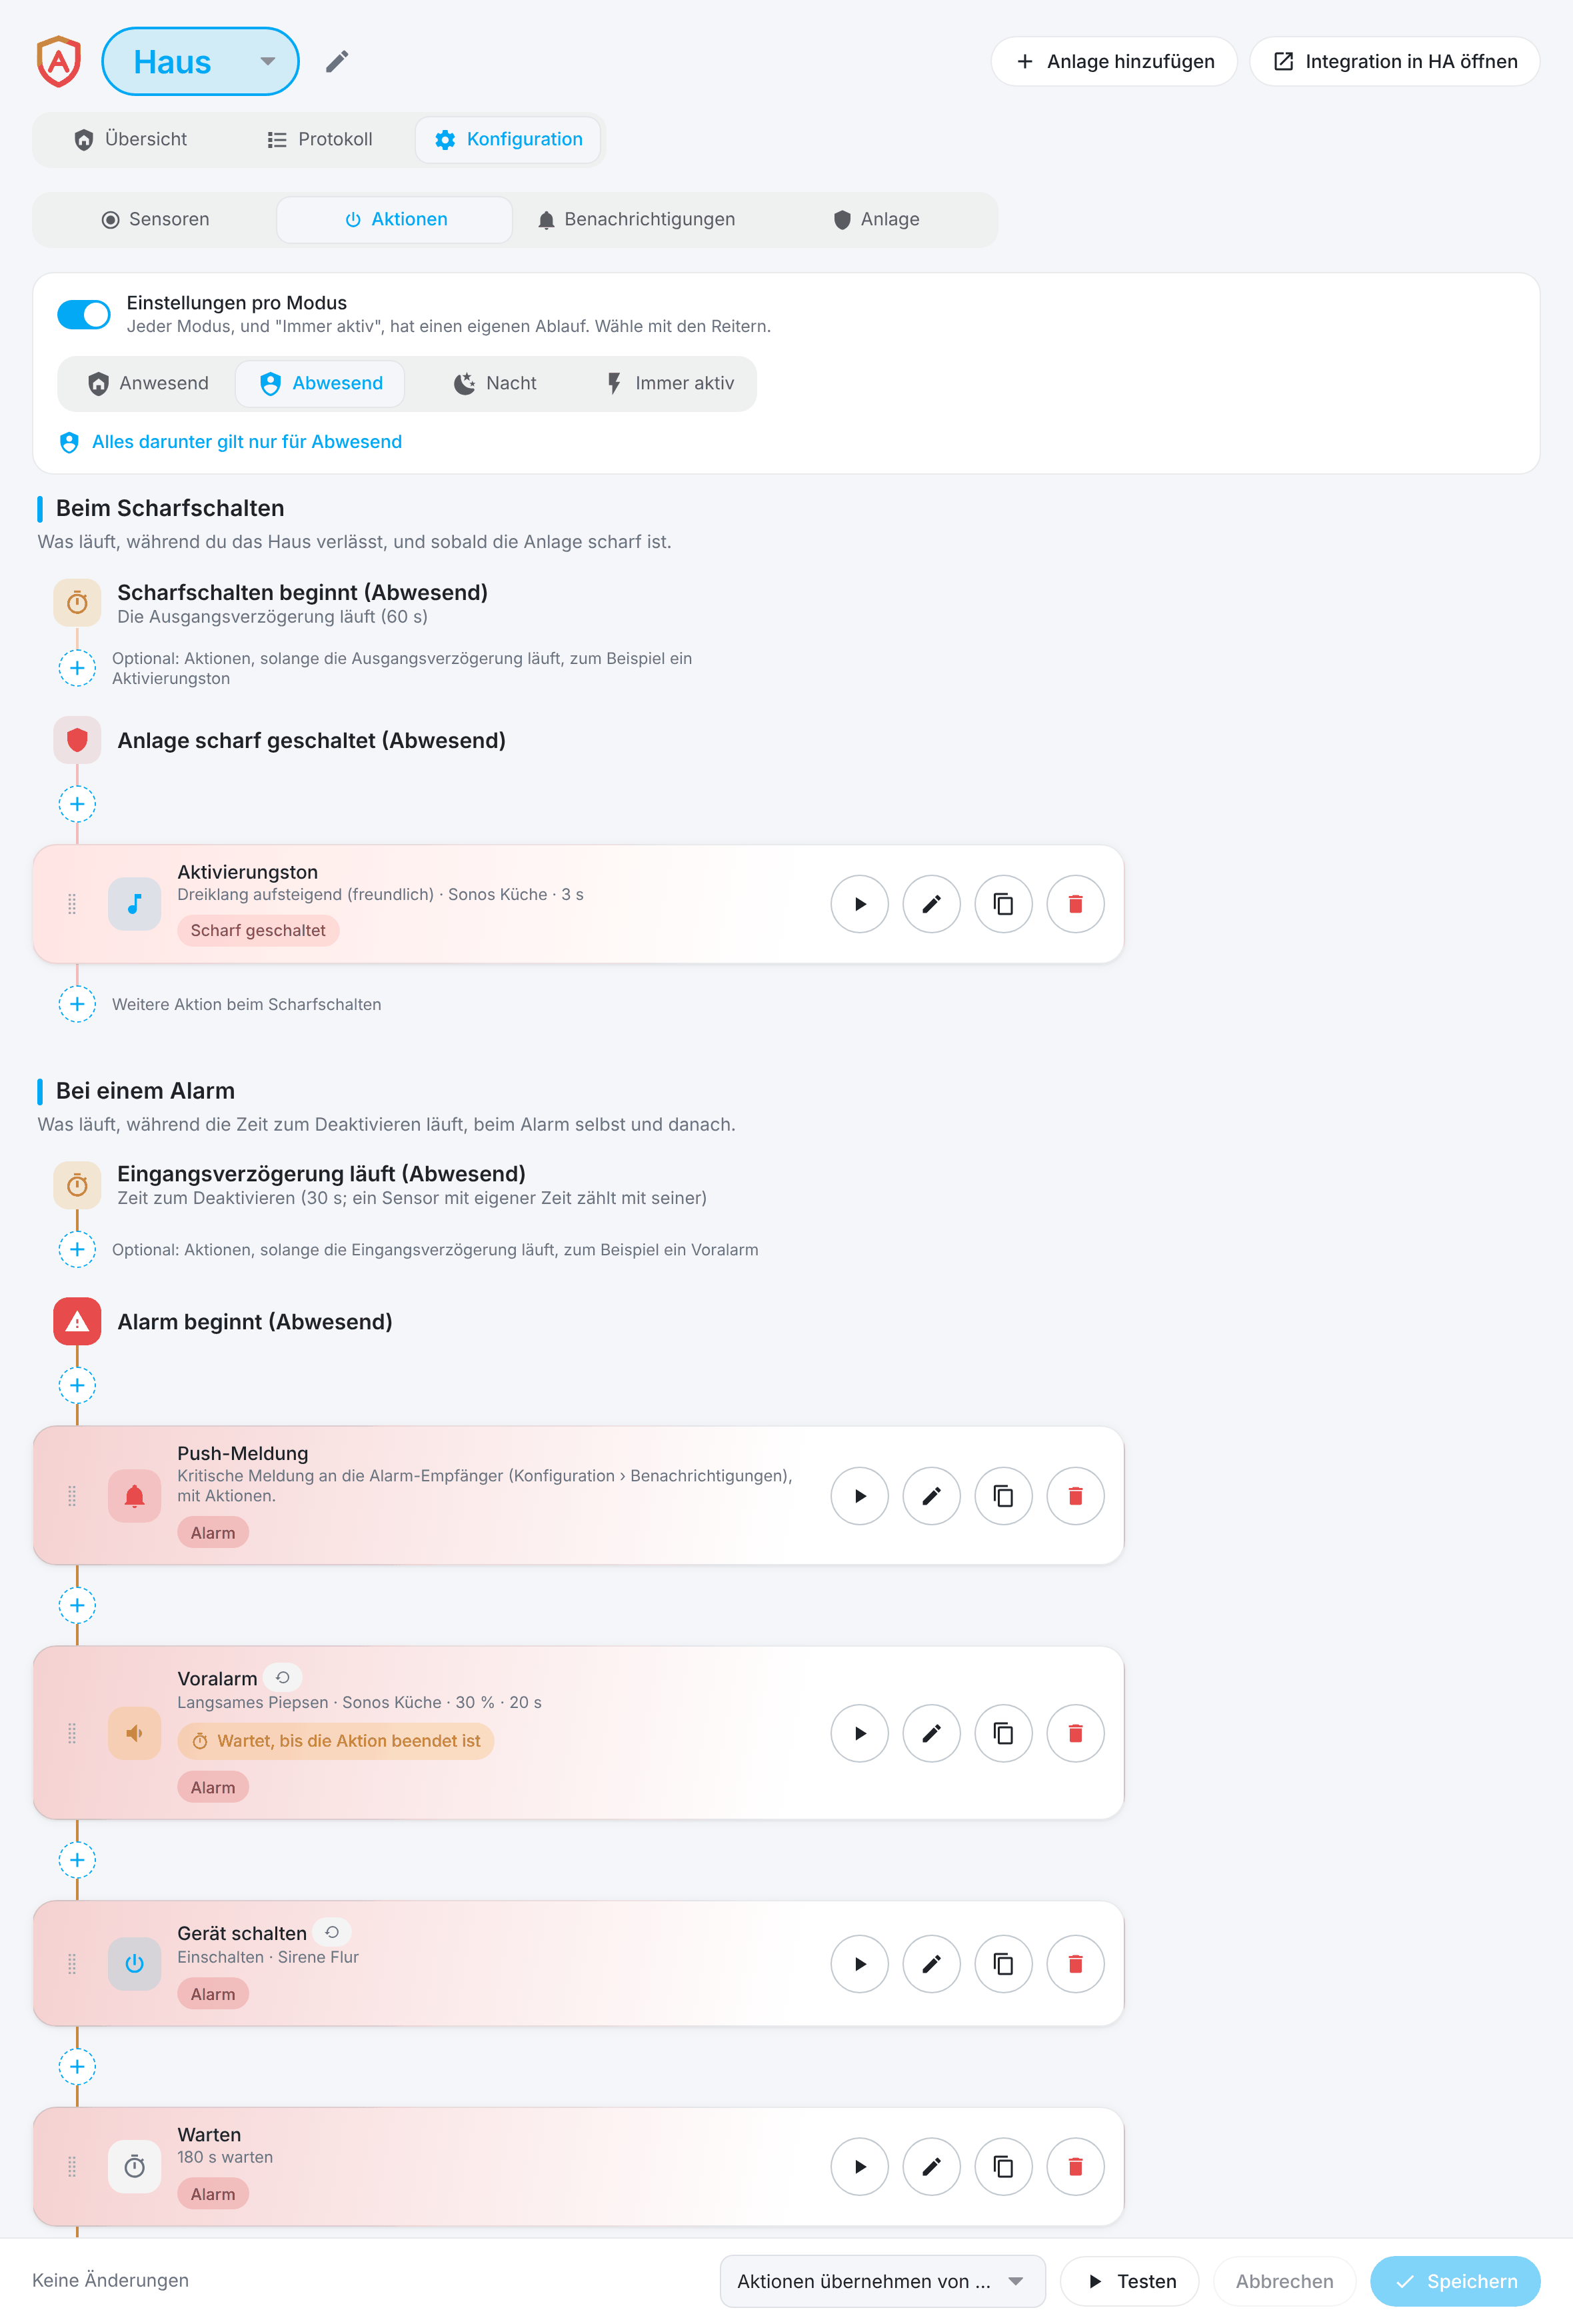 Haus
Anlage hinzufügen
Integration in HA öffnen
Übersicht
Protokoll
Konfiguration
Sensoren
Aktionen
Benachrichtigungen
Anlage
Einstellungen pro Modus
Jeder Modus, und "Immer aktiv", hat einen eigenen Ablauf. Wähle mit den Reitern.
Anwesend
Abwesend
Nacht
Immer aktiv
Alles darunter gilt nur für Abwesend
Beim Scharfschalten
Was läuft, während du das Haus verlässt, und sobald die Anlage scharf ist.
Scharfschalten beginnt (Abwesend)
Die Ausgangsverzögerung läuft (60 s)
Optional: Aktionen, solange die Ausgangsverzögerung läuft, zum Beispiel ein
Aktivierungston
Anlage scharf geschaltet (Abwesend)
Aktivierungston
Dreiklang aufsteigend (freundlich) · Sonos Küche · 3 s
Scharf geschaltet
Weitere Aktion beim Scharfschalten
Bei einem Alarm
Was läuft, während die Zeit zum Deaktivieren läuft, beim Alarm selbst und danach.
Eingangsverzögerung läuft (Abwesend)
Zeit zum Deaktivieren (30 s; ein Sensor mit eigener Zeit zählt mit seiner)
Optional: Aktionen, solange die Eingangsverzögerung läuft, zum Beispiel ein Voralarm
Alarm beginnt (Abwesend)
Push-Meldung
Kritische Meldung an die Alarm-Empfänger (Konfiguration › Benachrichtigungen),
mit Aktionen.
Alarm
Voralarm
Langsames Piepsen · Sonos Küche · 30 % · 20 s
Wartet, bis die Aktion beendet ist
Alarm
Gerät schalten
Einschalten · Sirene Flur
Alarm
Warten
180 s warten
Alarm
Keine Änderungen
Aktionen übernehmen von ...
Testen
Abbrechen
Speichern